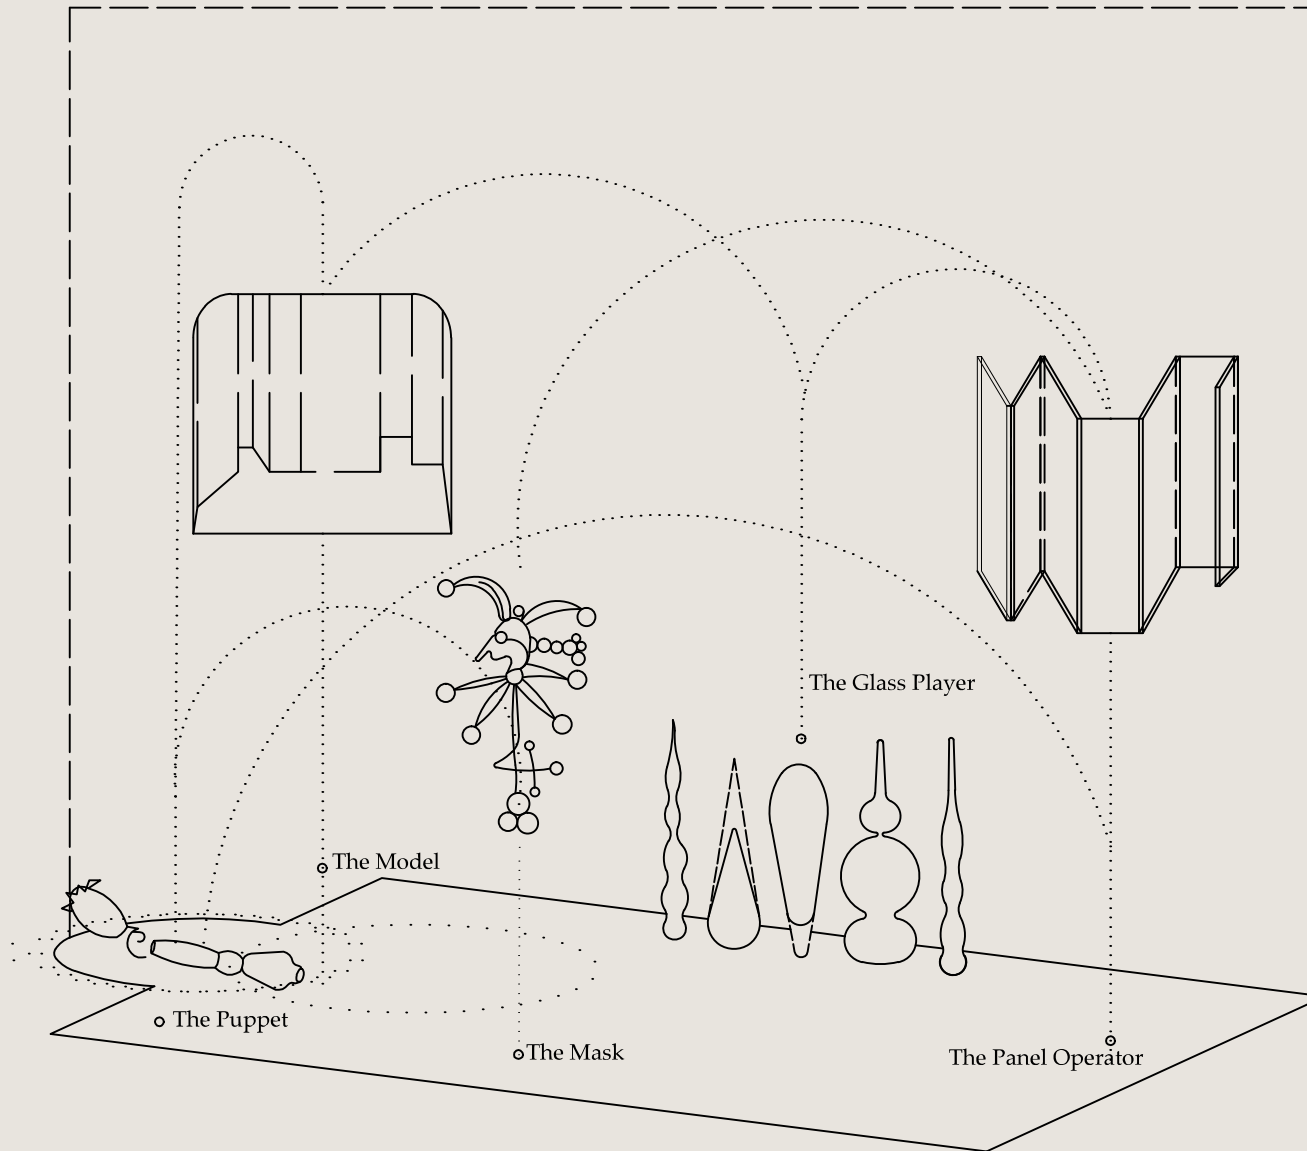 The Glass Player
The Model
The Puppet
The Mask
The Panel Operator